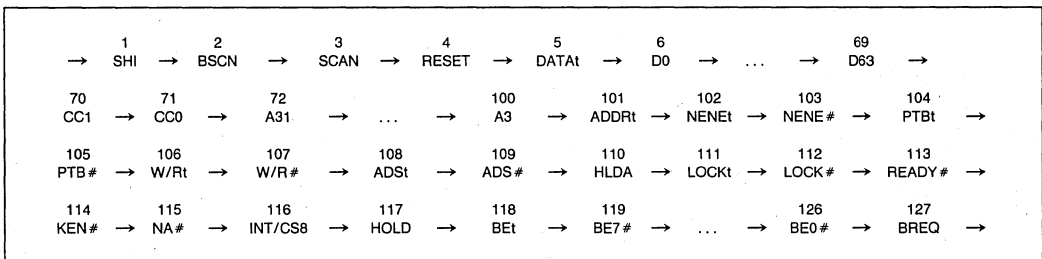 1 2 3 4 5 6 69
→ SHI → BSCN → SCAN → RESET → DATAt → D0 → ... → D63 →
70 71 72 100 101 102 103 104
CC1 → CC0 → A31 → ... → A3 → ADDRt → NENEt → NENE# → PTBt →
105 106 107 108 109 110 111 112 113
PTB# → W/Rt → W/R# → ADSt → ADS# → HLDA → LOCKt → LOCK# → READY# →
114 115 116 117 118 119 126 127
KEN# → NA# → INT/CS8 → HOLD → BEt → BE7# → ... → BE0# → BREQ →